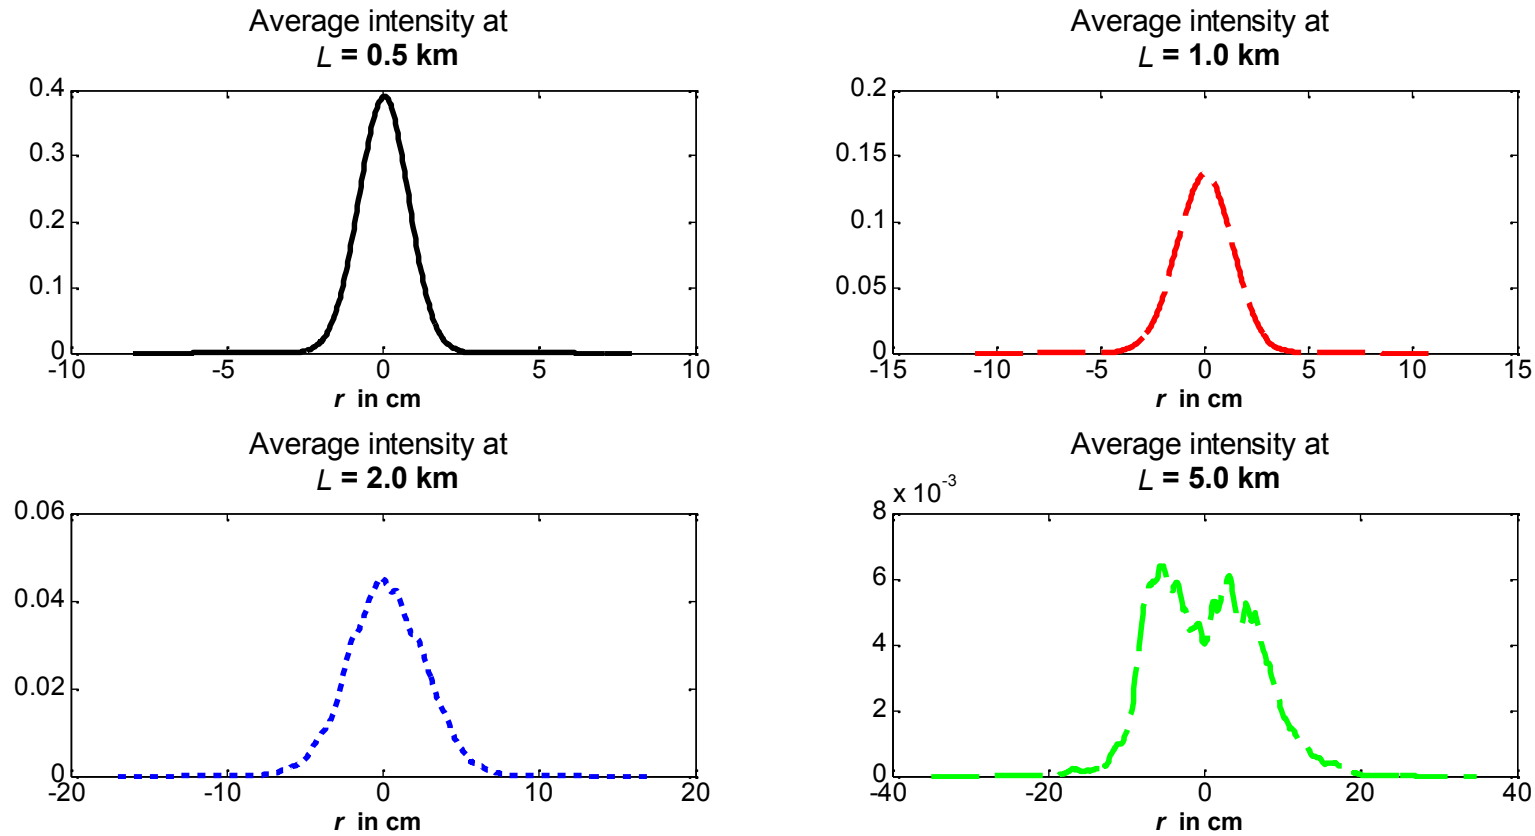 Average intensity at
L = 0.5 km
0.4
0.3
0.2
0.1
0
-10 -5 0 5 10
r in cm
Average intensity at
L = 1.0 km
0.2
0.15
0.1
0.05
0
-15 -10 -5 0 5 10 15
r in cm
Average intensity at
L = 2.0 km
0.06
0.04
0.02
0
-20 -10 0 10 20
r in cm
Average intensity at
L = 5.0 km
x 10^-3
8
6
4
2
0
-40 -20 0 20 40
r in cm